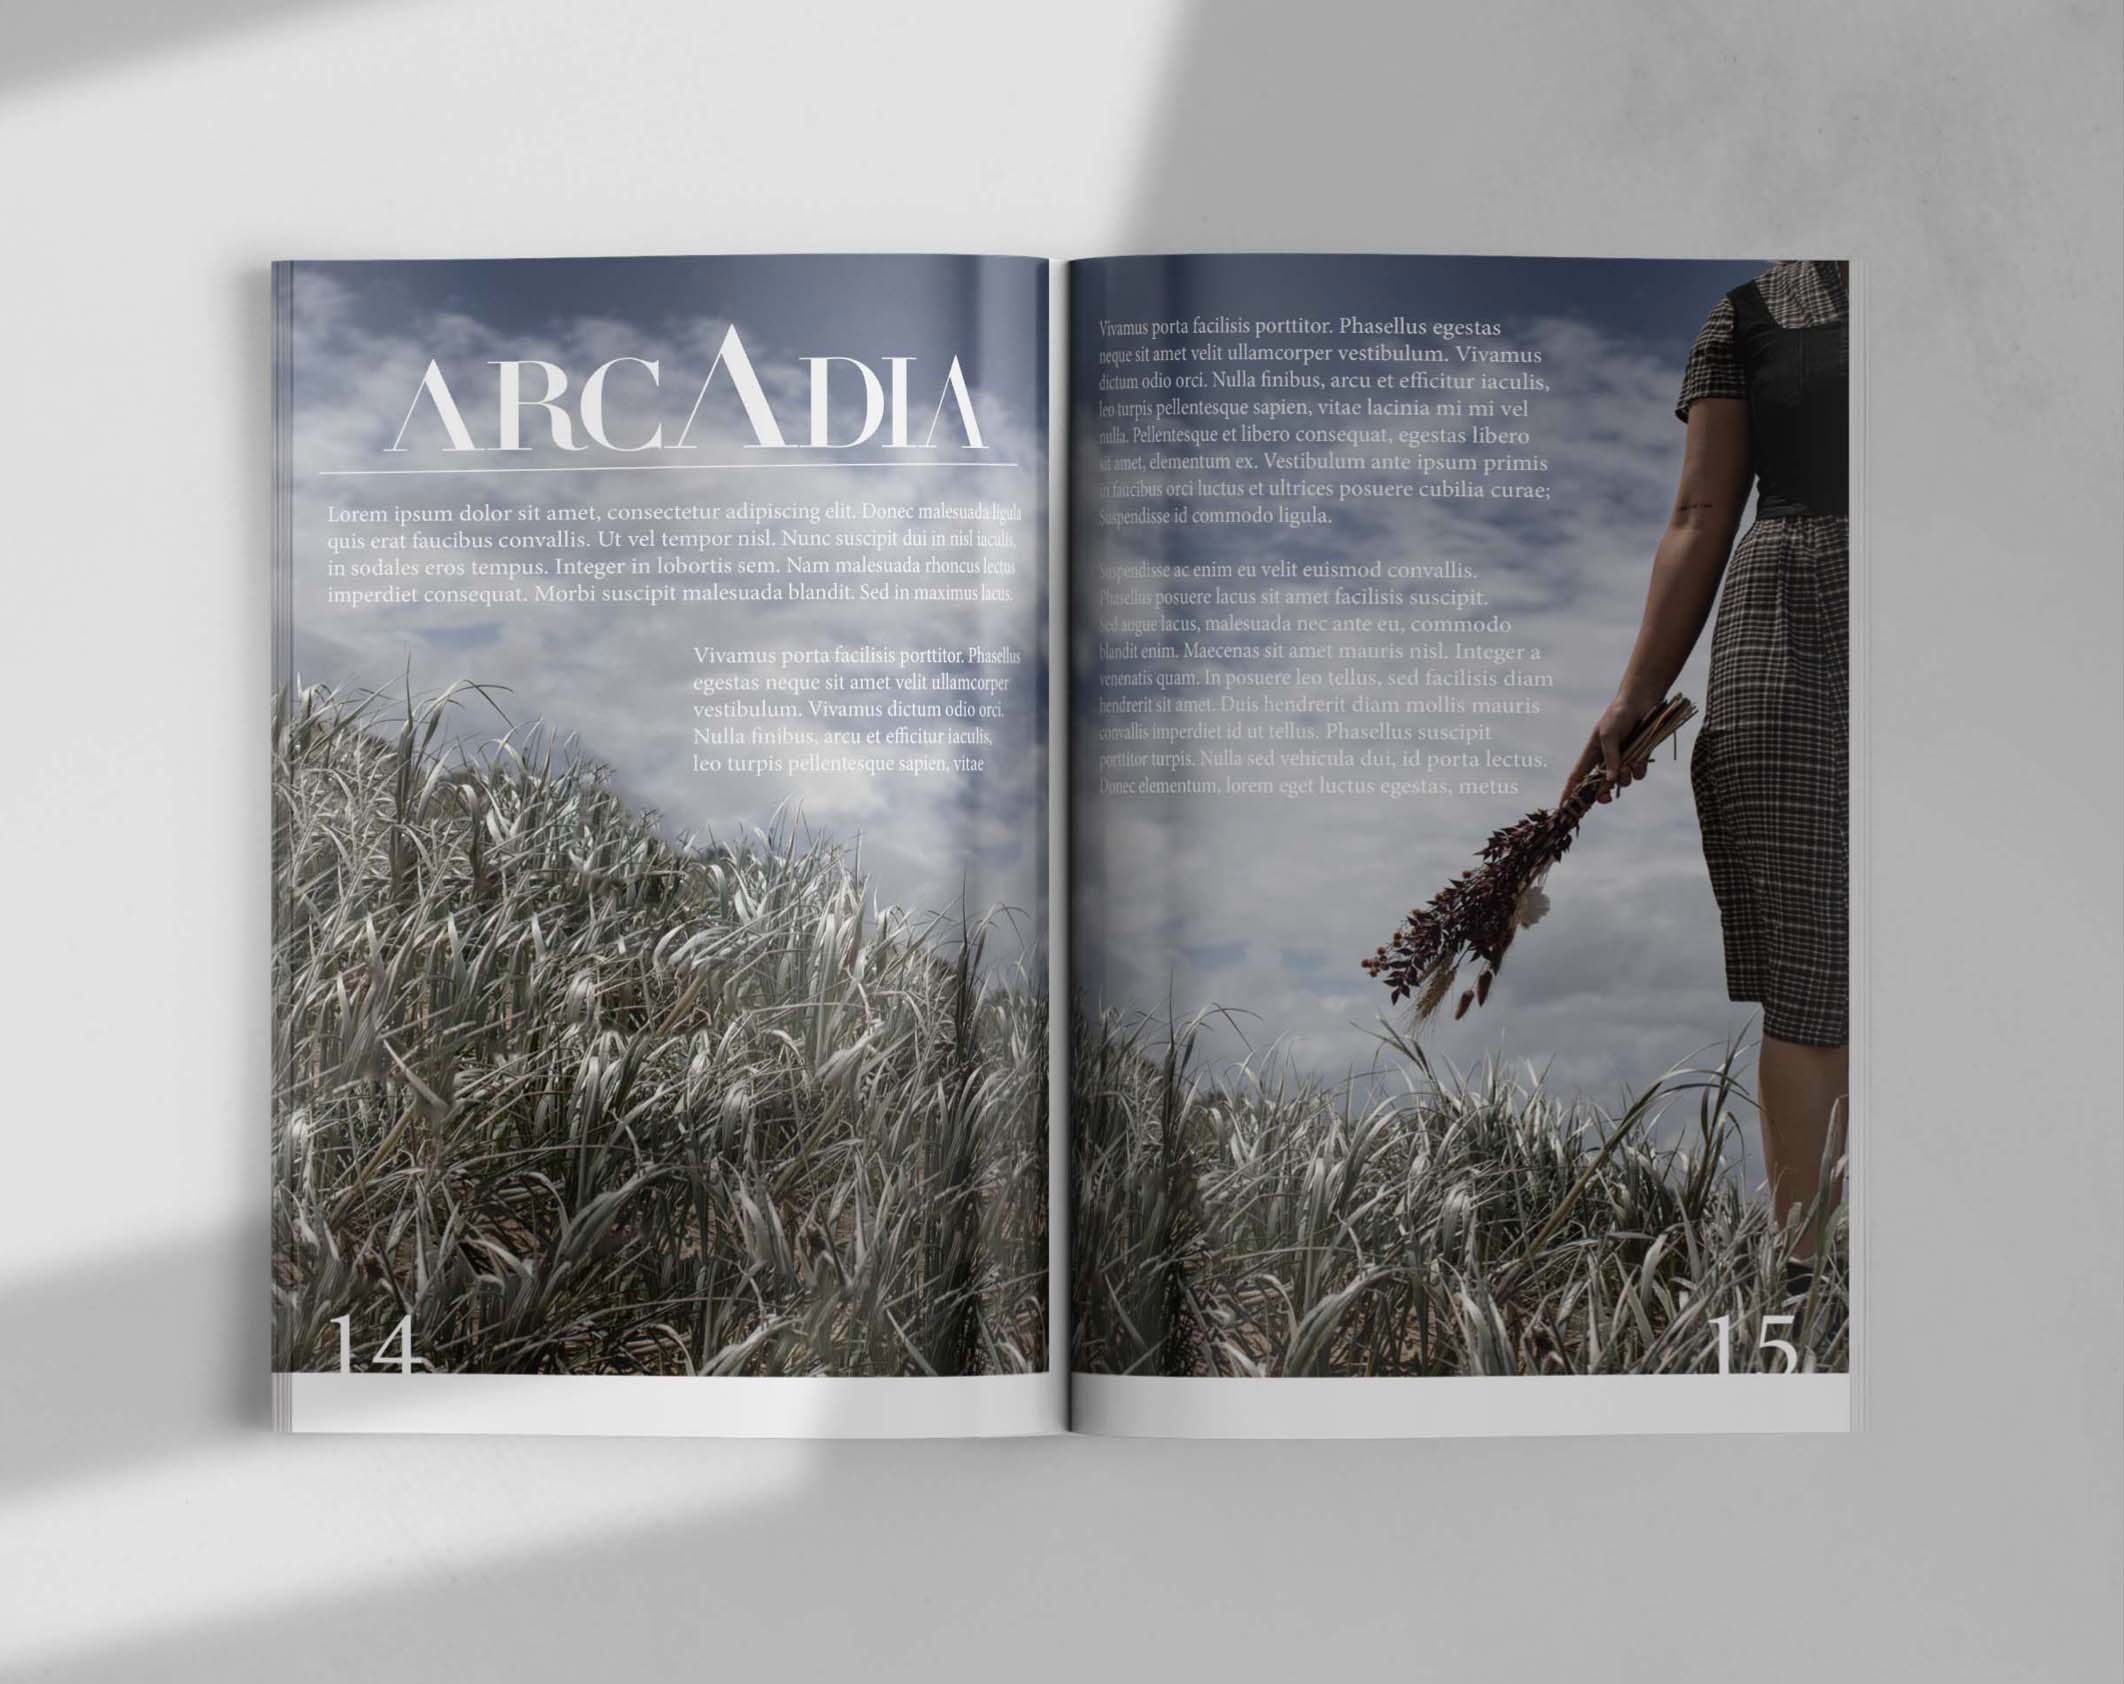 ARCADIA
Lorem ipsum dolor sit amet, consectetur adipiscing elit. Donec malesuada ligula
quis erat faucibus convallis. Ut vel tempor nisl. Nunc suscipit dui in nisl iaculis,
in sodales eros tempus. Integer in lobortis sem. Nam malesuada rhoncus lectus
imperdiet consequat. Morbi suscipit malesuada blandit. Sed in maximus lacus.
Vivamus porta facilisis porttitor. Phasellus
egestas neque sit amet velit ullamcorper
vestibulum. Vivamus dictum odio orci.
Nulla finibus, arcu et efficitur iaculis,
leo turpis pellentesque sapien, vitae
14
Vivamus porta facilisis porttitor. Phasellus egestas
neque sit amet velit ullamcorper vestibulum. Vivamus
dictum odio orci. Nulla finibus, arcu et efficitur iaculis,
leo turpis pellentesque sapien, vitae lacinia mi mi vel
nulla. Pellentesque et libero consequat, egestas libero
sit amet, elementum ex. Vestibulum ante ipsum primis
in faucibus orci luctus et ultrices posuere cubilia curae;
Suspendisse id commodo ligula.
Suspendisse ac enim eu velit euismod convallis.
Phasellus posuere lacus sit amet facilisis suscipit.
Sed augue lacus, malesuada nec ante eu, commodo
blandit enim. Maecenas sit amet mauris nisl. Integer a
venenatis quam. In posuere leo tellus, sed facilisis diam
hendrerit sit amet. Duis hendrerit diam mollis mauris
convallis imperdiet id ut tellus. Phasellus suscipit
porttitor turpis. Nulla sed vehicula dui, id porta lectus.
Donec elementum, lorem eget luctus egestas, metus
15